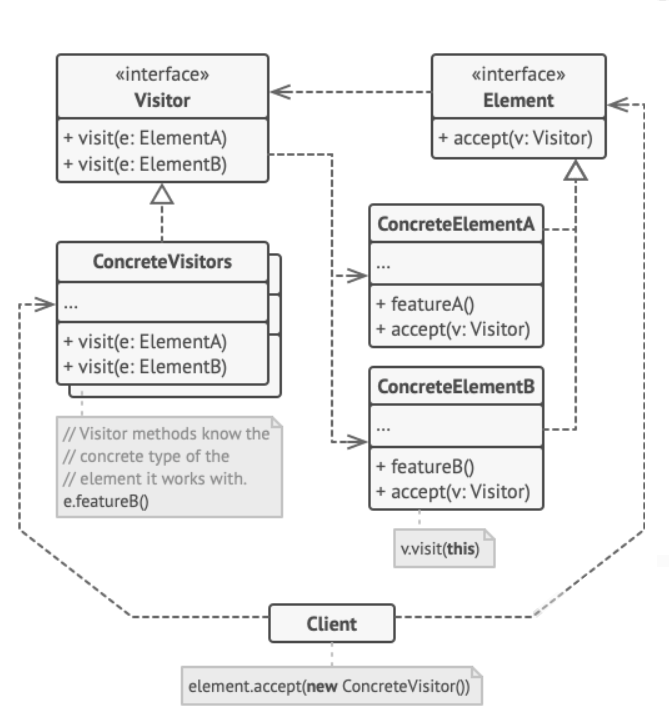 «interface»
Visitor
+ visit(e: ElementA)
+ visit(e: ElementB)
«interface»
Element
+ accept(v: Visitor)
ConcreteVisitors
...
+ visit(e: ElementA)
+ visit(e: ElementB)
// Visitor methods know the
// concrete type of the
// element it works with.
e.featureB()
ConcreteElementA
...
+ featureA()
+ accept(v: Visitor)
ConcreteElementB
...
+ featureB()
+ accept(v: Visitor)
v.visit(this)
Client
element.accept(new ConcreteVisitor())